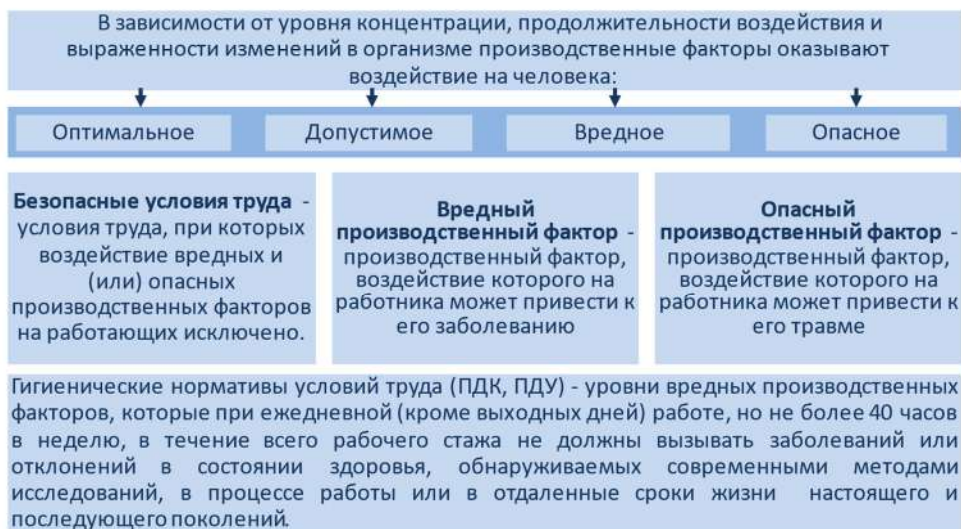 В зависимости от уровня концентрации, продолжительности воздействия и
выраженности изменений в организме производственные факторы оказывают
воздействие на человека:
Оптимальное
Допустимое
Вредное
Опасное
Безопасные условия труда -
условия труда, при которых
воздействие вредных и
(или) опасных
производственных факторов
на работающих исключено.
Вредный
производственный фактор -
производственный фактор,
воздействие которого на
работника может привести к
его заболеванию
Опасный
производственный фактор -
производственный фактор,
воздействие которого на
работника может привести к
его травме
Гигиенические нормативы условий труда (ПДК, ПДУ) - уровни вредных производственных
факторов, которые при ежедневной (кроме выходных дней) работе, но не более 40 часов
в неделю, в течение всего рабочего стажа не должны вызывать заболеваний или
отклонений в состоянии здоровья, обнаруживаемых современными методами
исследований, в процессе работы или в отдаленные сроки жизни настоящего и
последующего поколений.